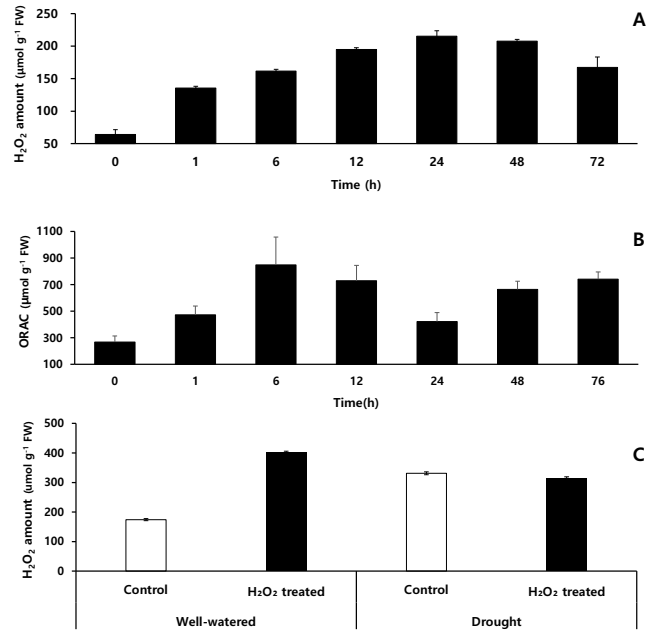 A
H₂O₂ amount (μmol g⁻¹ FW)
250
200
150
100
50
0 1 6 12 24 48 72
Time (h)
B
ORAC (μmol g⁻¹ FW)
1100
900
700
500
300
100
0 1 6 12 24 48 76
Time(h)
C
H₂O₂ amount (umol g⁻¹ FW)
500
400
300
200
100
0
Control H₂O₂ treated Control H₂O₂ treated
Well-watered Drought